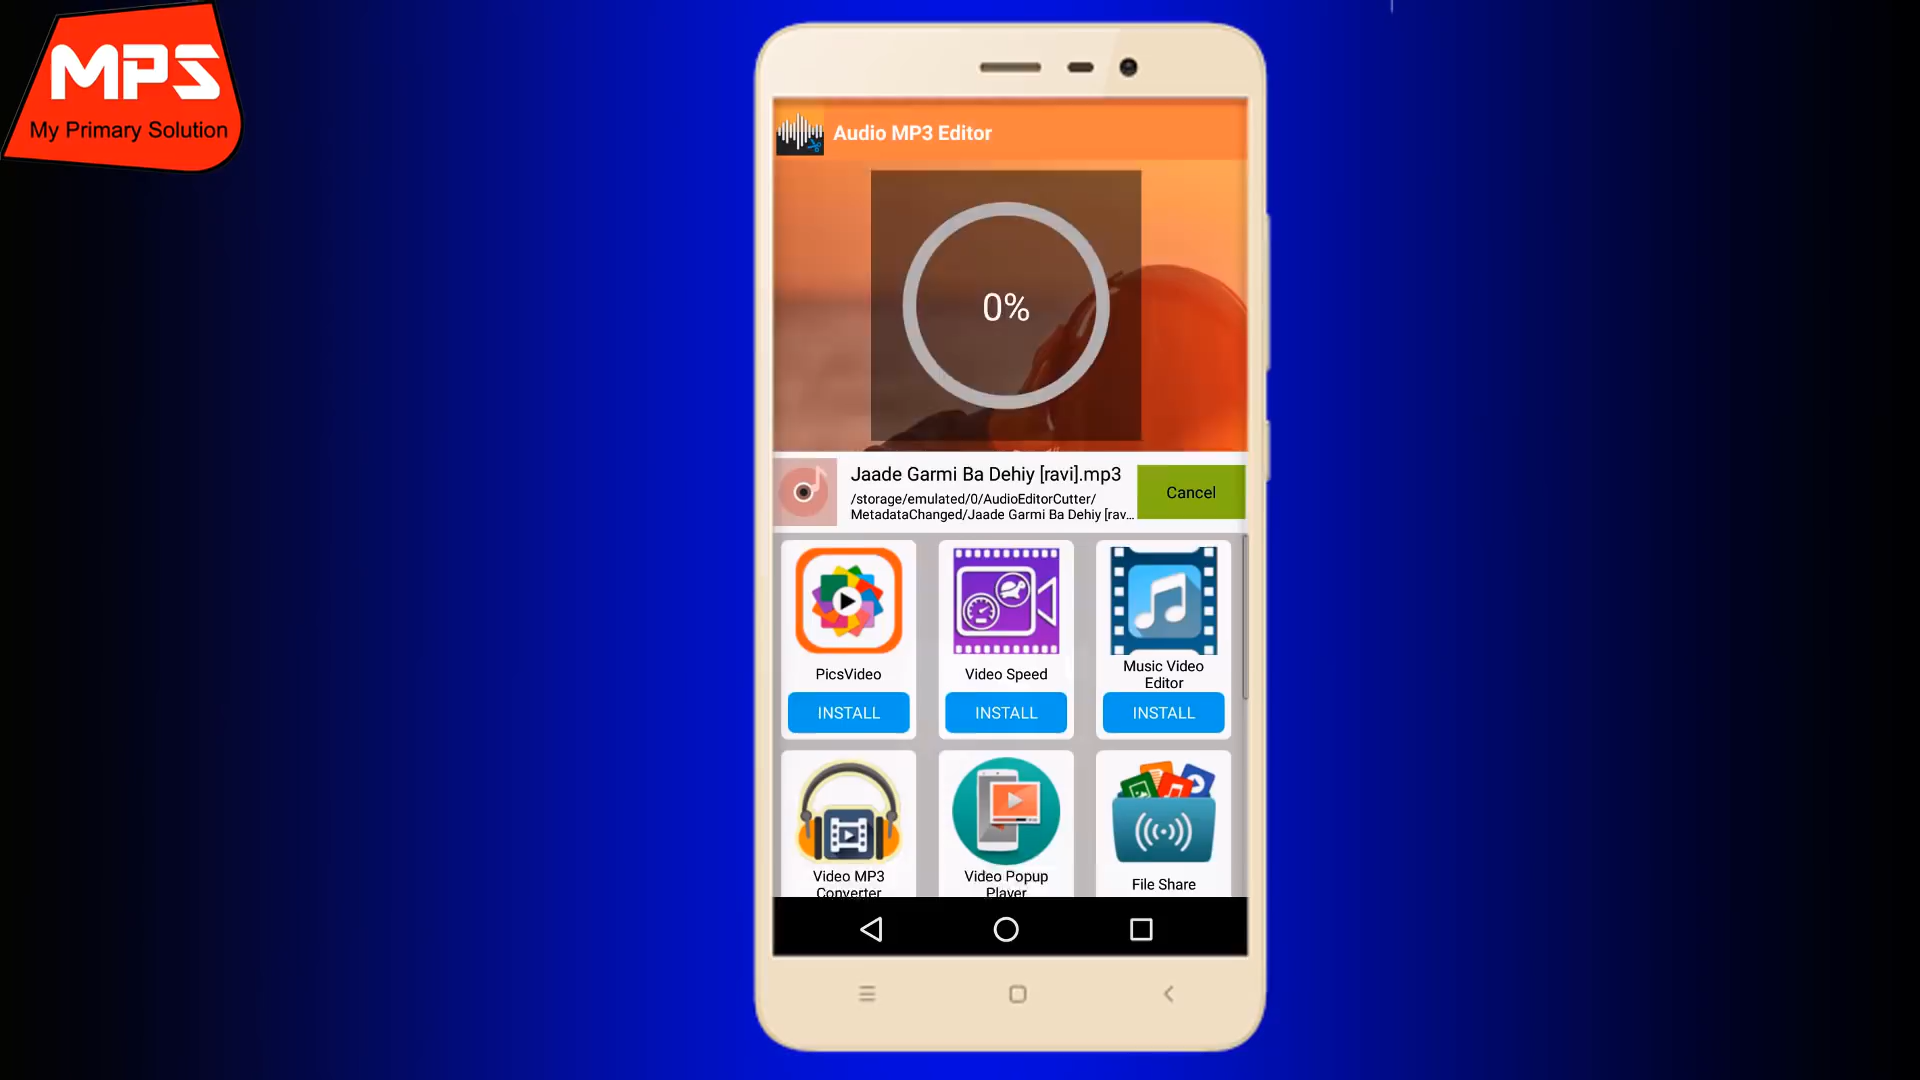 MPS
My Primary Solution
Audio MP3 Editor
0%
Jaade Garmi Ba Dehiy [ravi].mp3
/storage/emulated/0/AudioEditorCutter/
MetadataChanged/Jaade Garmi Ba Dehiy [rav...
Cancel
PicsVideo
Video Speed
Music Video
Editor
INSTALL
INSTALL
INSTALL
Video MP3
Converter
Video Popup
Player
File Share